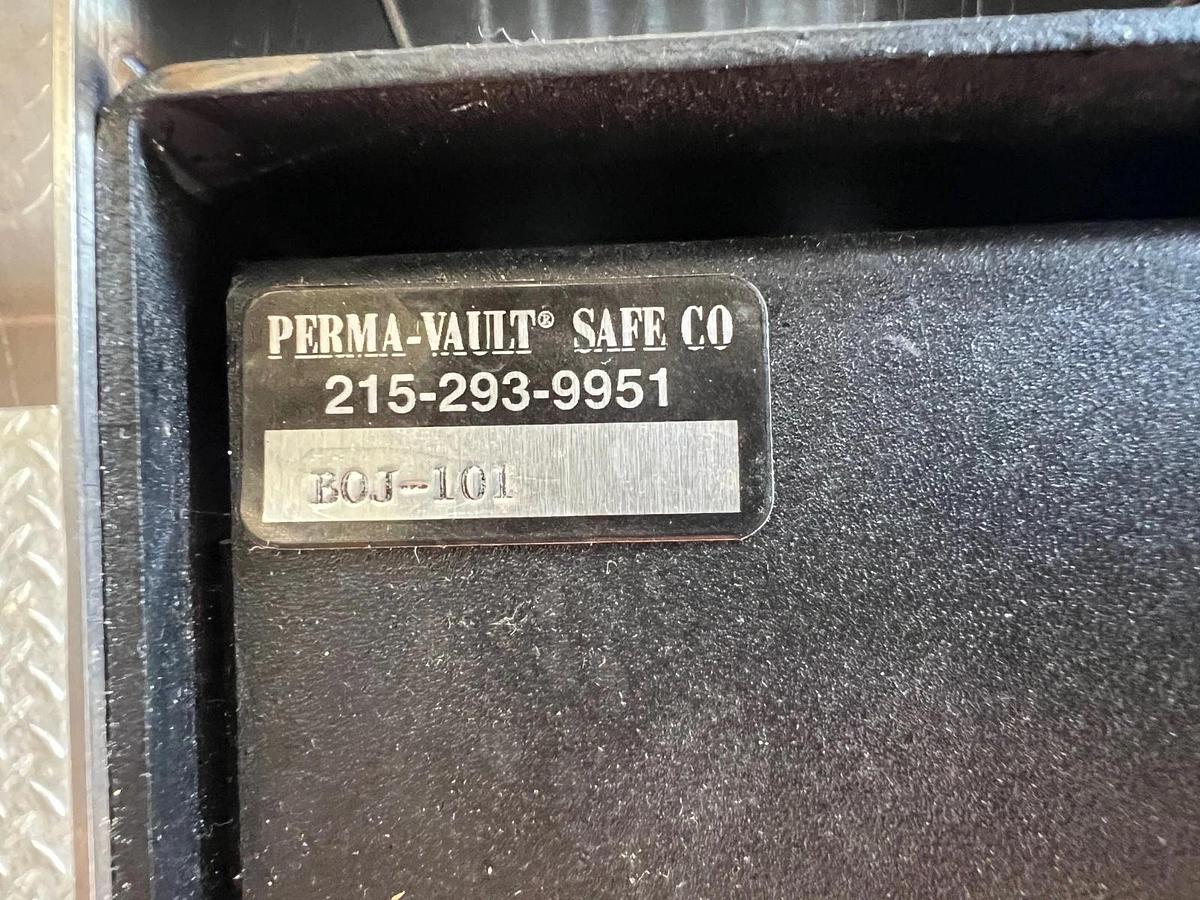 PERMA-VAULT® SAFE CO
215-293-9951
BOJ-101